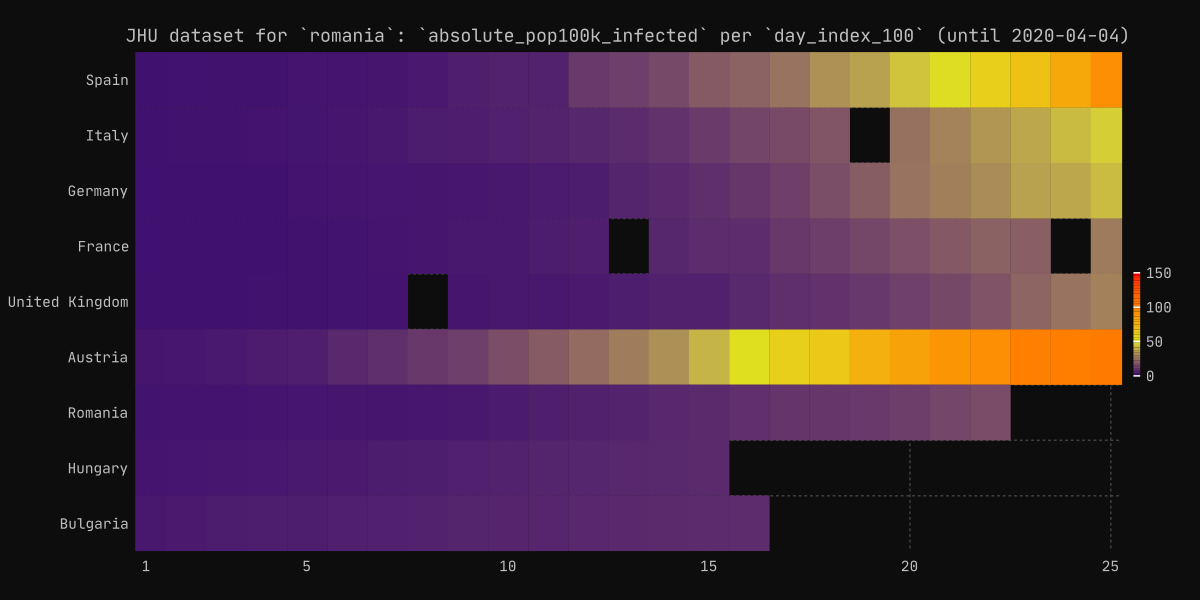 JHU dataset for `romania`: `absolute_pop100k_infected` per `day_index_100` (until 2020-04-04)
Spain
Italy
Germany
France
United Kingdom
Austria
Romania
Hungary
Bulgaria
1 5 10 15 20 25
150
100
50
0